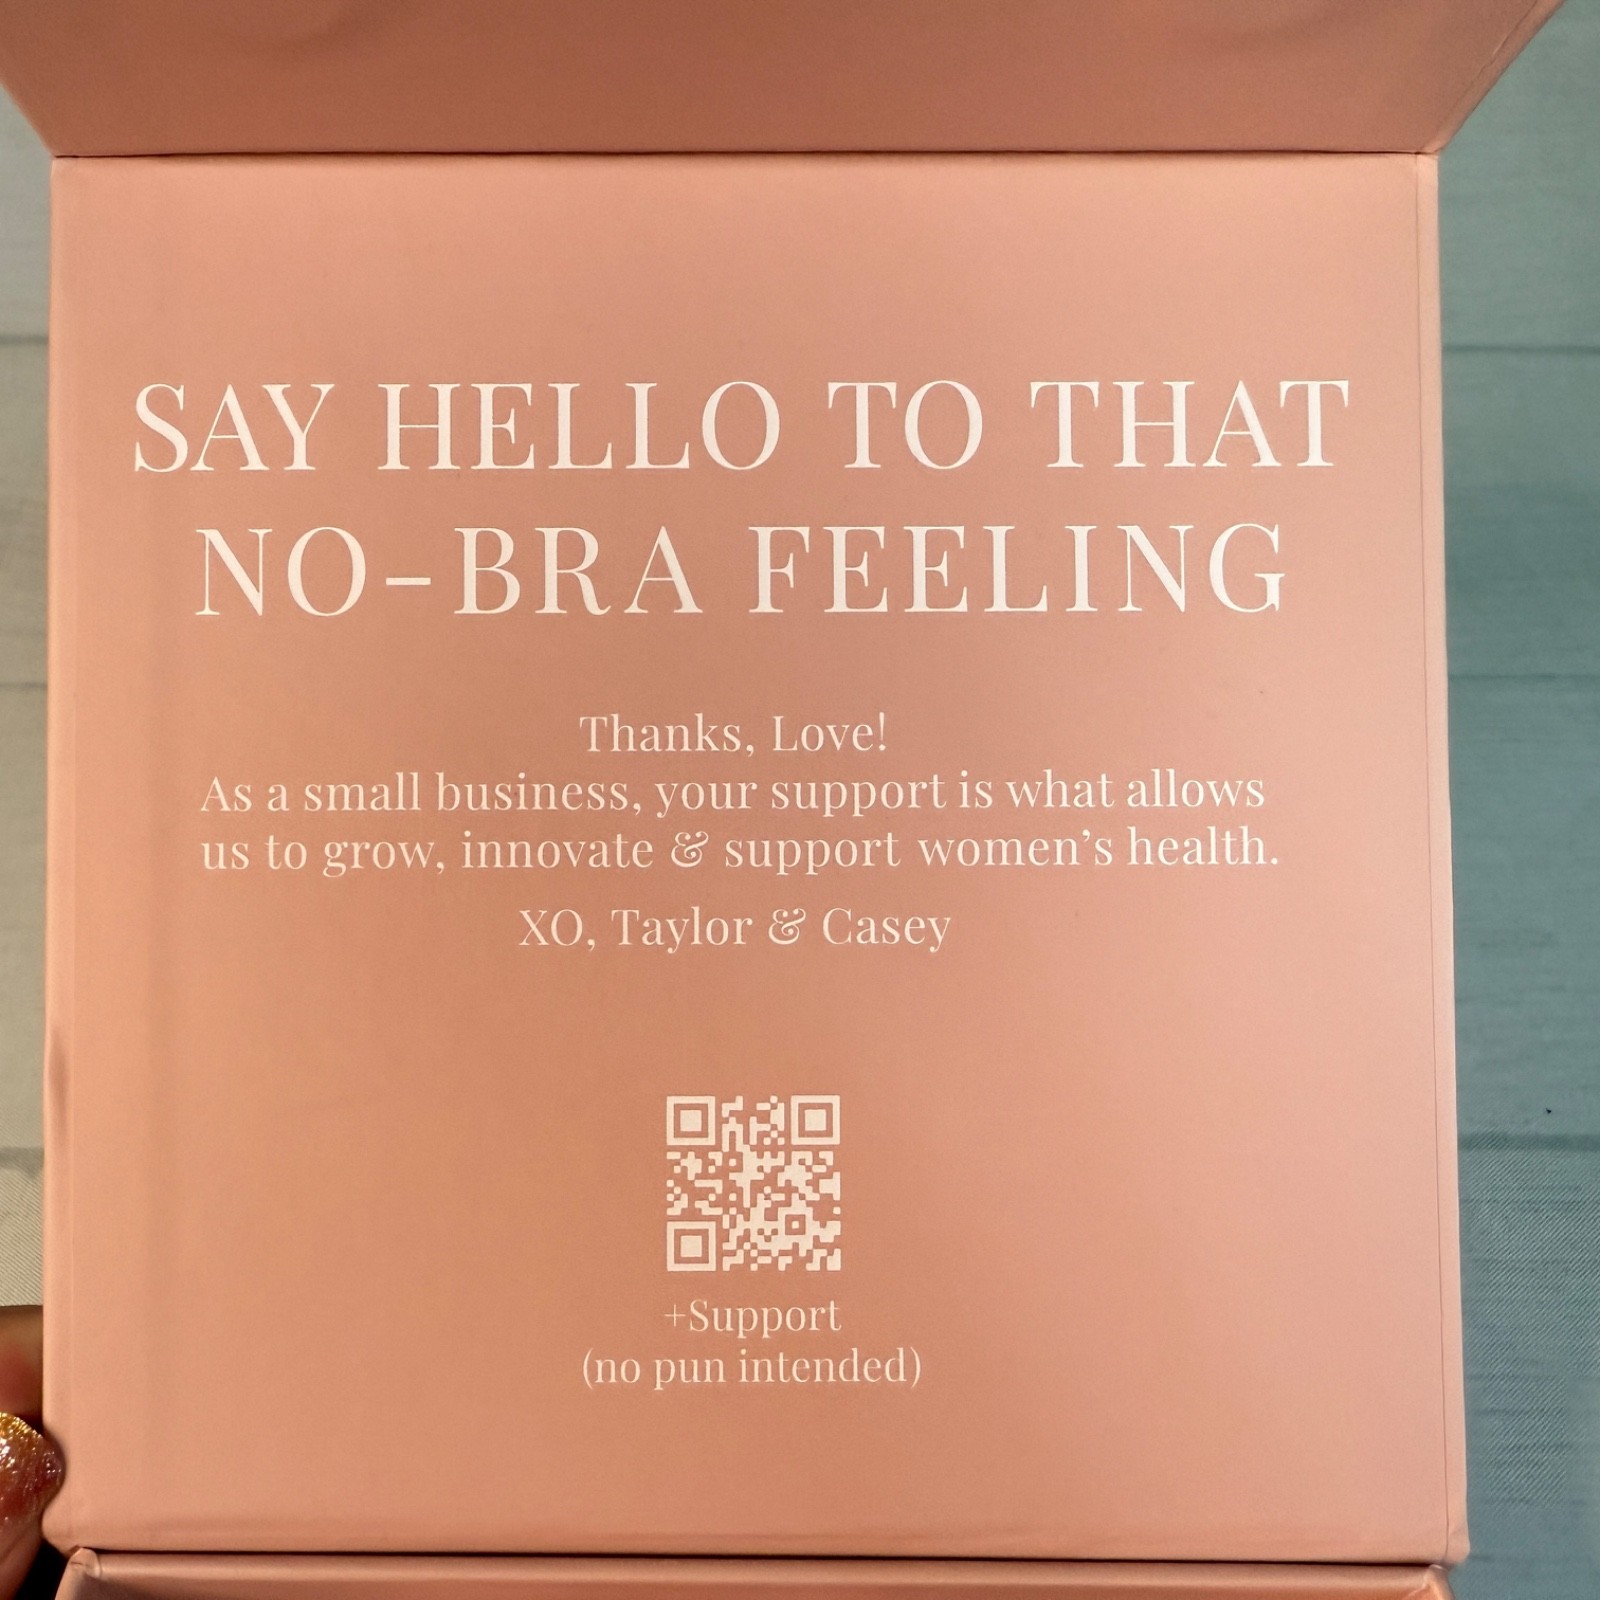 SAY HELLO TO THAT
NO-BRA FEELING
Thanks, Love!
As a small business, your support is what allows
us to grow, innovate & support women's health.
XO, Taylor & Casey
+Support
(no pun intended)